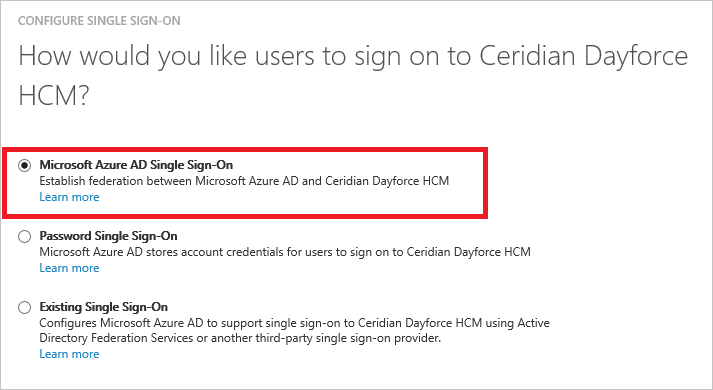 CONFIGURE SINGLE SIGN-ON
How would you like users to sign on to Ceridian Dayforce
HCM?
Microsoft Azure AD Single Sign-On
Establish federation between Microsoft Azure AD and Ceridian Dayforce HCM
Learn more
Password Single Sign-On
Microsoft Azure AD stores account credentials for users to sign on to Ceridian Dayforce HCM
Learn more
Existing Single Sign-On
Configures Microsoft Azure AD to support single sign-on to Ceridian Dayforce HCM using Active
Directory Federation Services or another third-party single sign-on provider.
Learn more